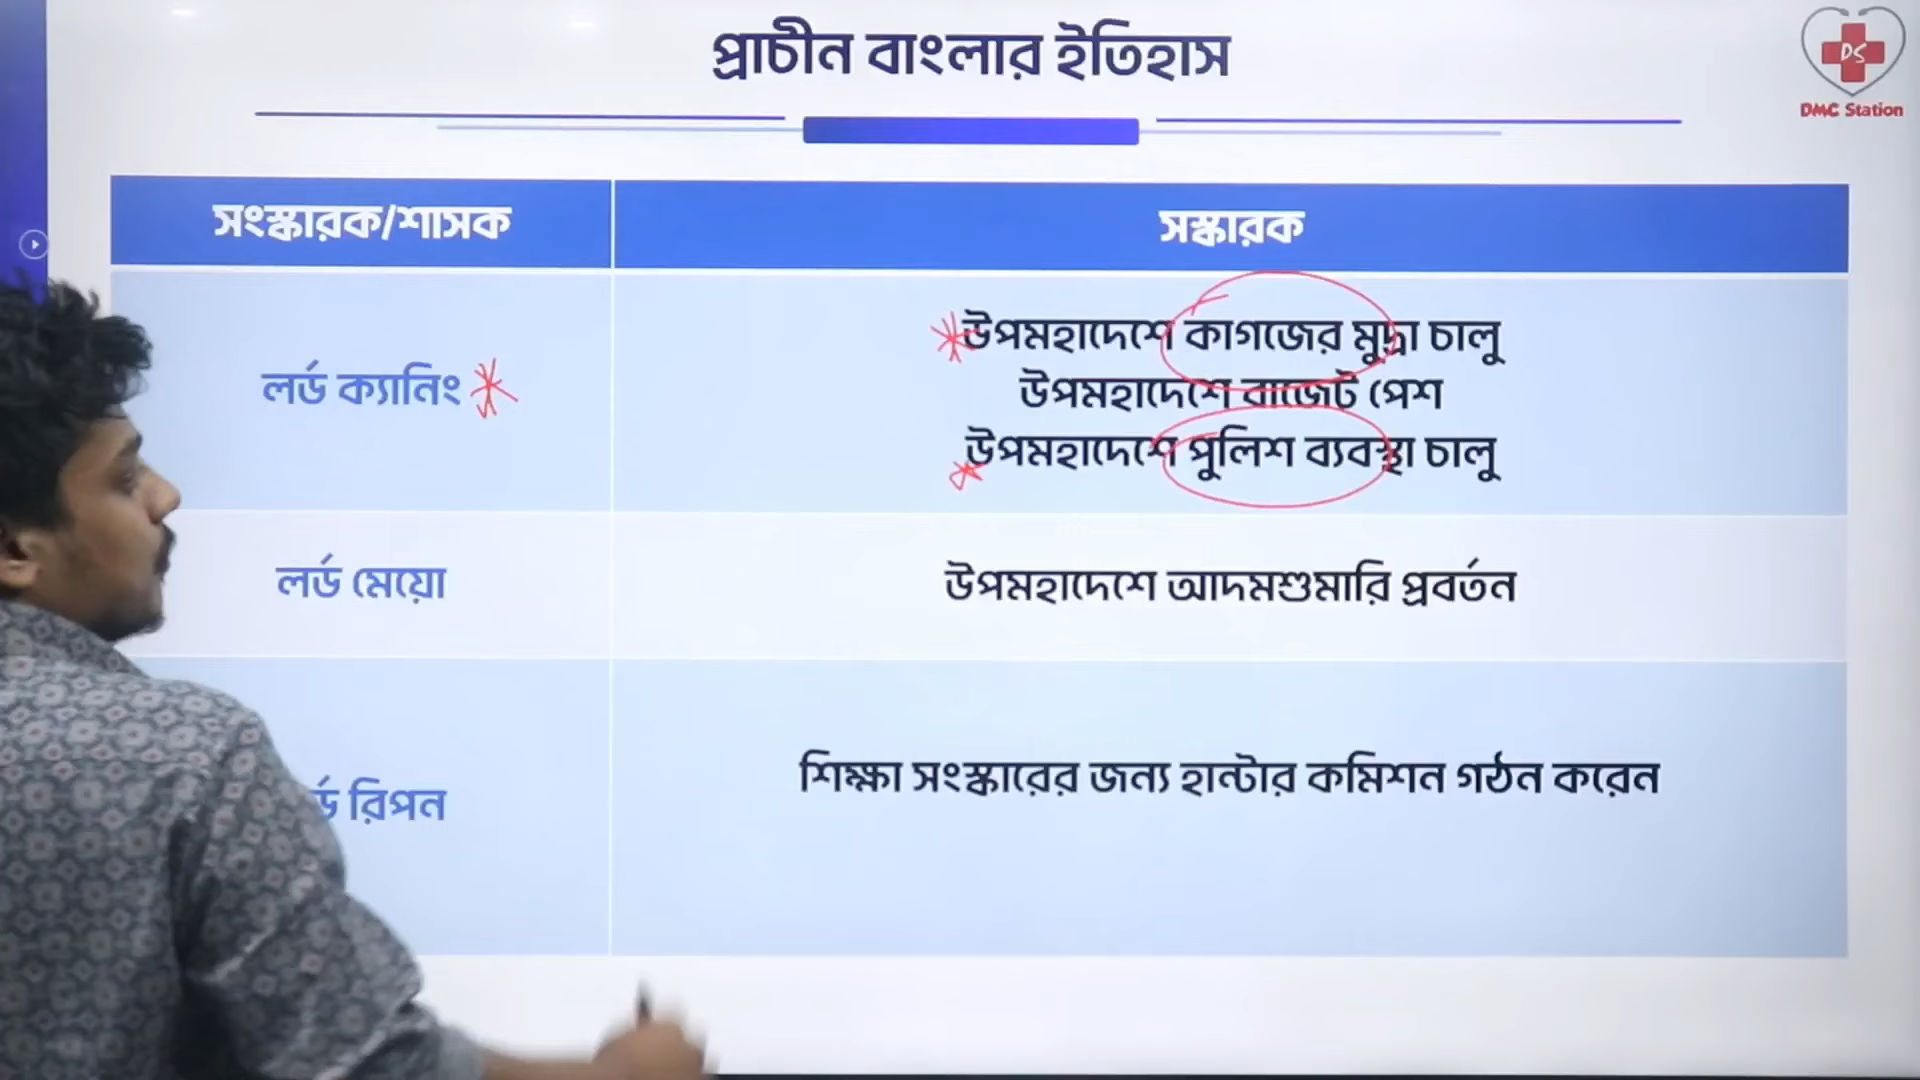 প্রাচীন বাংলার ইতিহাস
DS
DMC Station
সংস্কারক/শাসক
সস্কারক
লর্ড ক্যানিং
উপমহাদেশে কাগজের মুদ্রা চালু
উপমহাদেশে বাজেট পেশ
উপমহাদেশে পুলিশ ব্যবস্থা চালু
লর্ড মেয়ো
উপমহাদেশে আদমশুমারি প্রবর্তন
র্ড রিপন
শিক্ষা সংস্কারের জন্য হান্টার কমিশন গঠন করেন